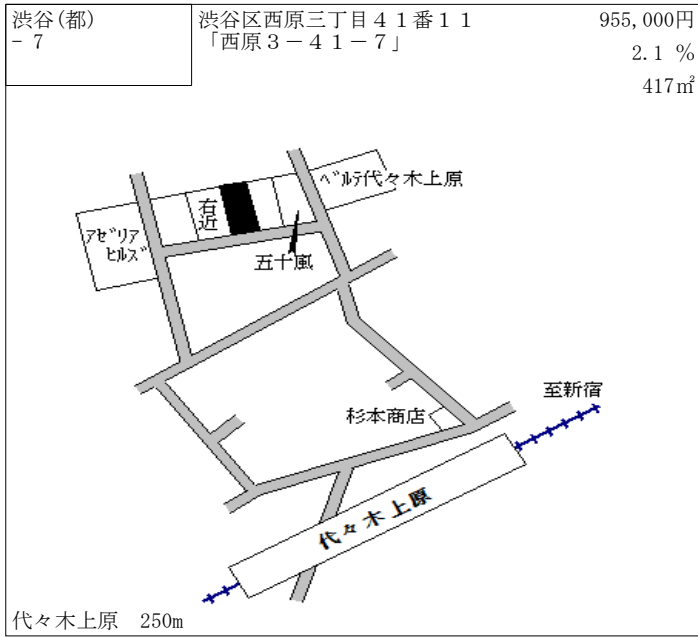 渋谷(都)
- 7
渋谷区西原三丁目４１番１１
「西原３－４１－７」
955,000円
2.1 %
417㎡
ﾍﾞﾙﾃ代々木上原
右近
ｱｾﾞﾘｱ
ﾋﾙｽﾞ
五十嵐
至新宿
杉本商店
代々木上原
代々木上原　250m